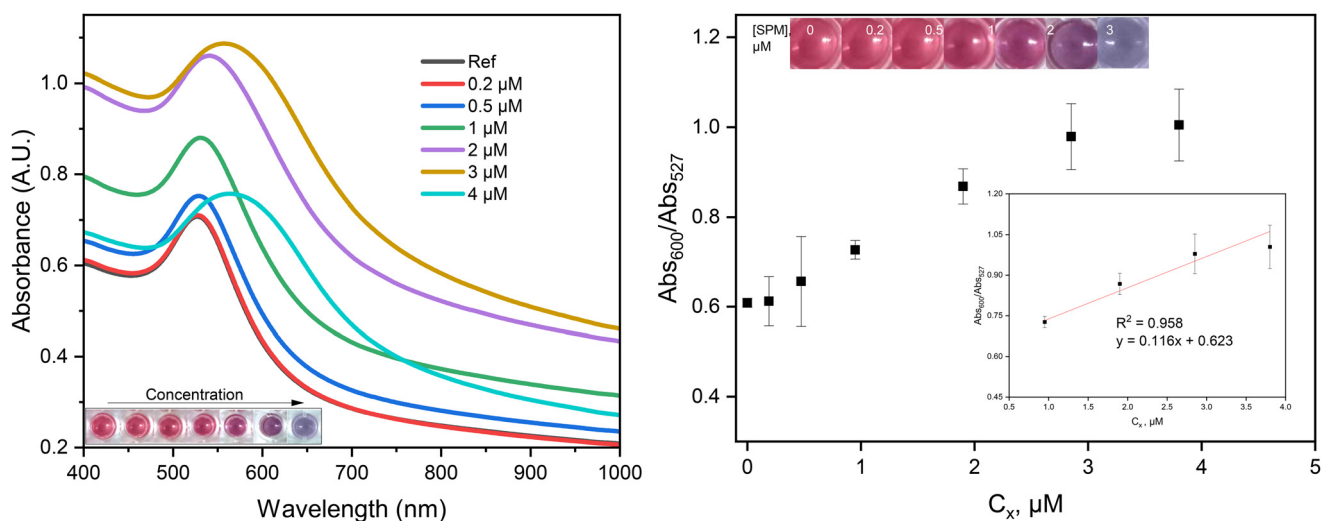 Absorbance (A.U.)
1.0
0.8
0.6
0.4
0.2
Ref
0.2 µM
0.5 µM
1 µM
2 µM
3 µM
4 µM
Concentration
400 500 600 700 800 900 1000
Wavelength (nm)
Abs₆₀₀/Abs₅₂₇
1.2
1.0
0.8
0.6
0.4
[SPM],
µM
0 0.2 0.5 1 2 3
Abs₆₀₀/Abs₅₂₇
1.20
1.05
0.90
0.75
0.60
0.45
R² = 0.958
y = 0.116x + 0.623
0.5 1.0 1.5 2.0 2.5 3.0 3.5 4.0
Cₓ, µM
0 1 2 3 4 5
Cₓ, µM